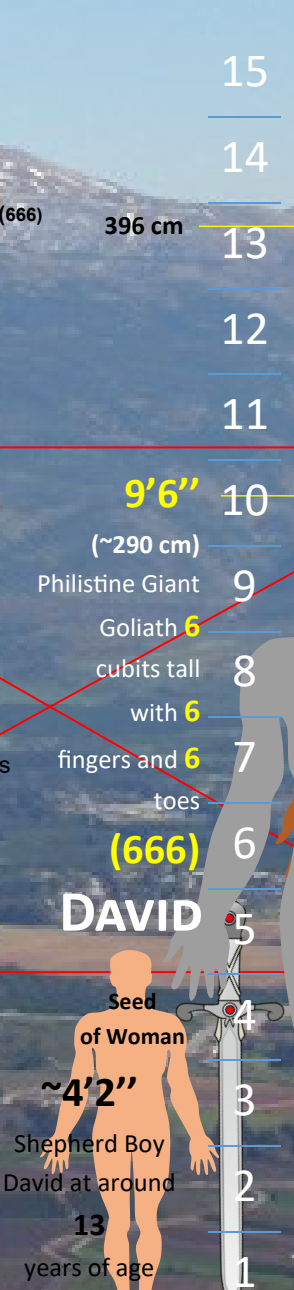 15
14
(666)
396 cm
13
12
11
9’6’’
10
(~290 cm)
Philistine Giant
9
Goliath 6
cubits tall
8
with 6
s
fingers and 6
7
toes
(666)
6
DAVID
5
Seed
4
of Woman
~4’2’’
3
Shepherd Boy
David at around
2
13
years of age
1